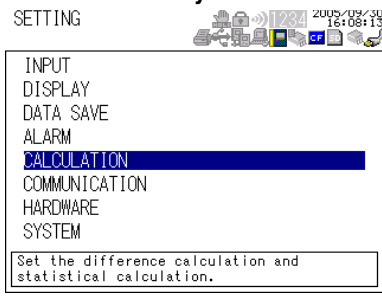 SETTING
1234
2005/09/30
16:08:13
CF
INPUT
DISPLAY
DATA SAVE
ALARM
CALCULATION
COMMUNICATION
HARDWARE
SYSTEM
Set the difference calculation and
statistical calculation.